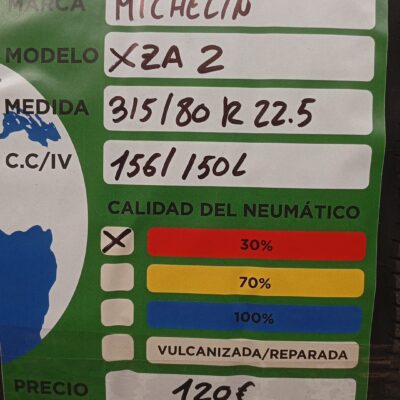 MARCA MICHELIN
MODELO XZA 2
MEDIDA 315/80 R 22.5
C.C/IV 156/150L
CALIDAD DEL NEUMÁTICO
X 30%
70%
100%
VULCANIZADA/REPARADA
PRECIO 120€